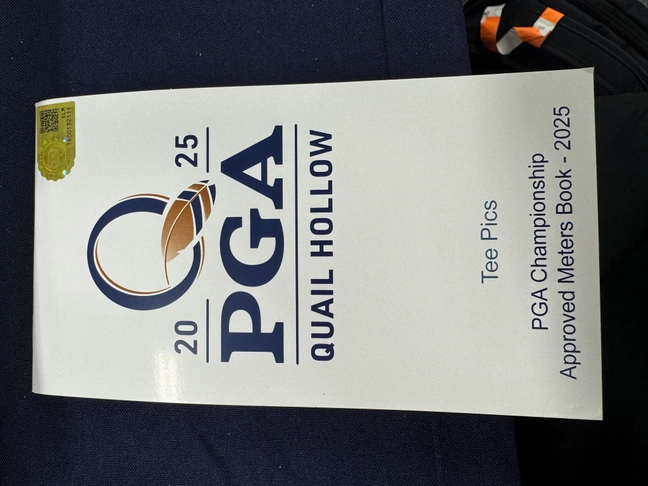 20 25
PGA
QUAIL HOLLOW
Tee Pics
PGA Championship
Approved Meters Book - 2025